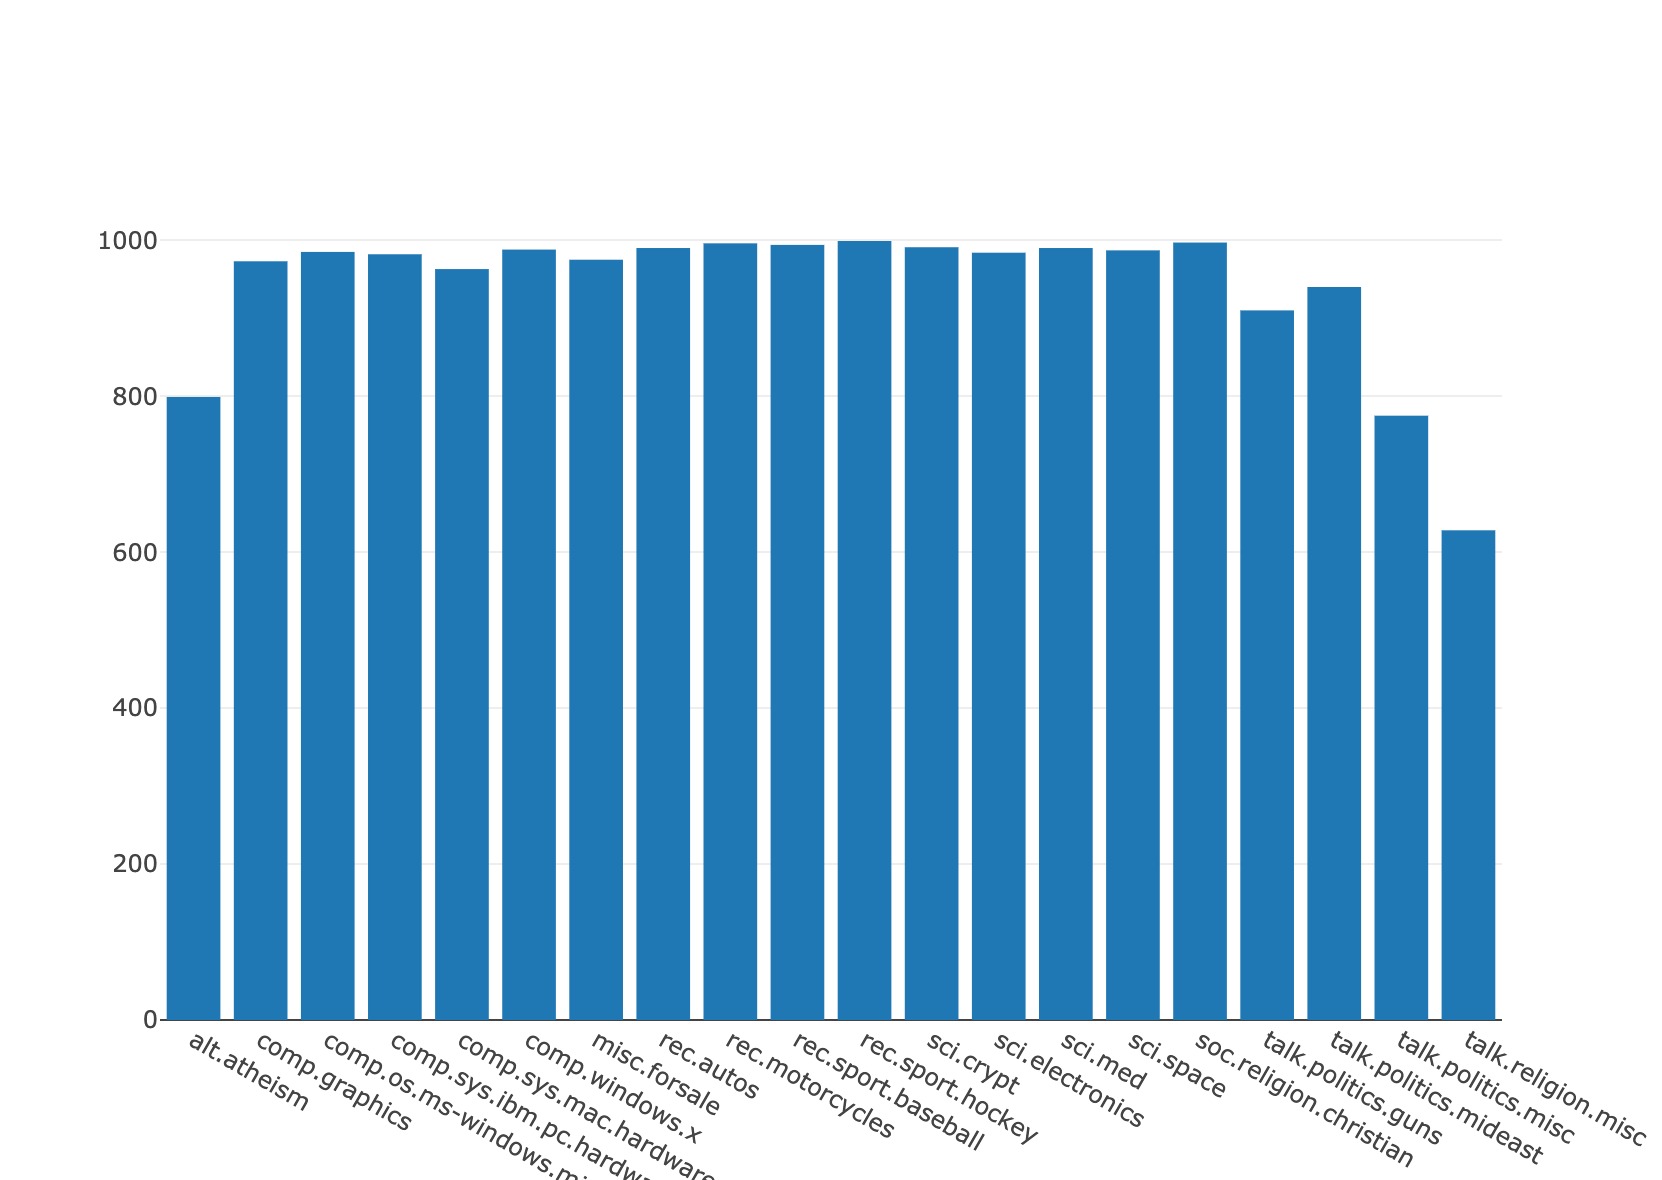 1000
800
600
400
200
0
alt.atheism
comp.graphics
comp.os.ms-windows.mi
comp.sys.ibm.pc.hardwa
comp.sys.mac.hardware
comp.windows.x
misc.forsale
rec.autos
rec.motorcycles
rec.sport.baseball
rec.sport.hockey
sci.crypt
sci.electronics
sci.med
sci.space
soc.religion.christian
talk.politics.guns
talk.politics.mideast
talk.politics.misc
talk.religion.misc